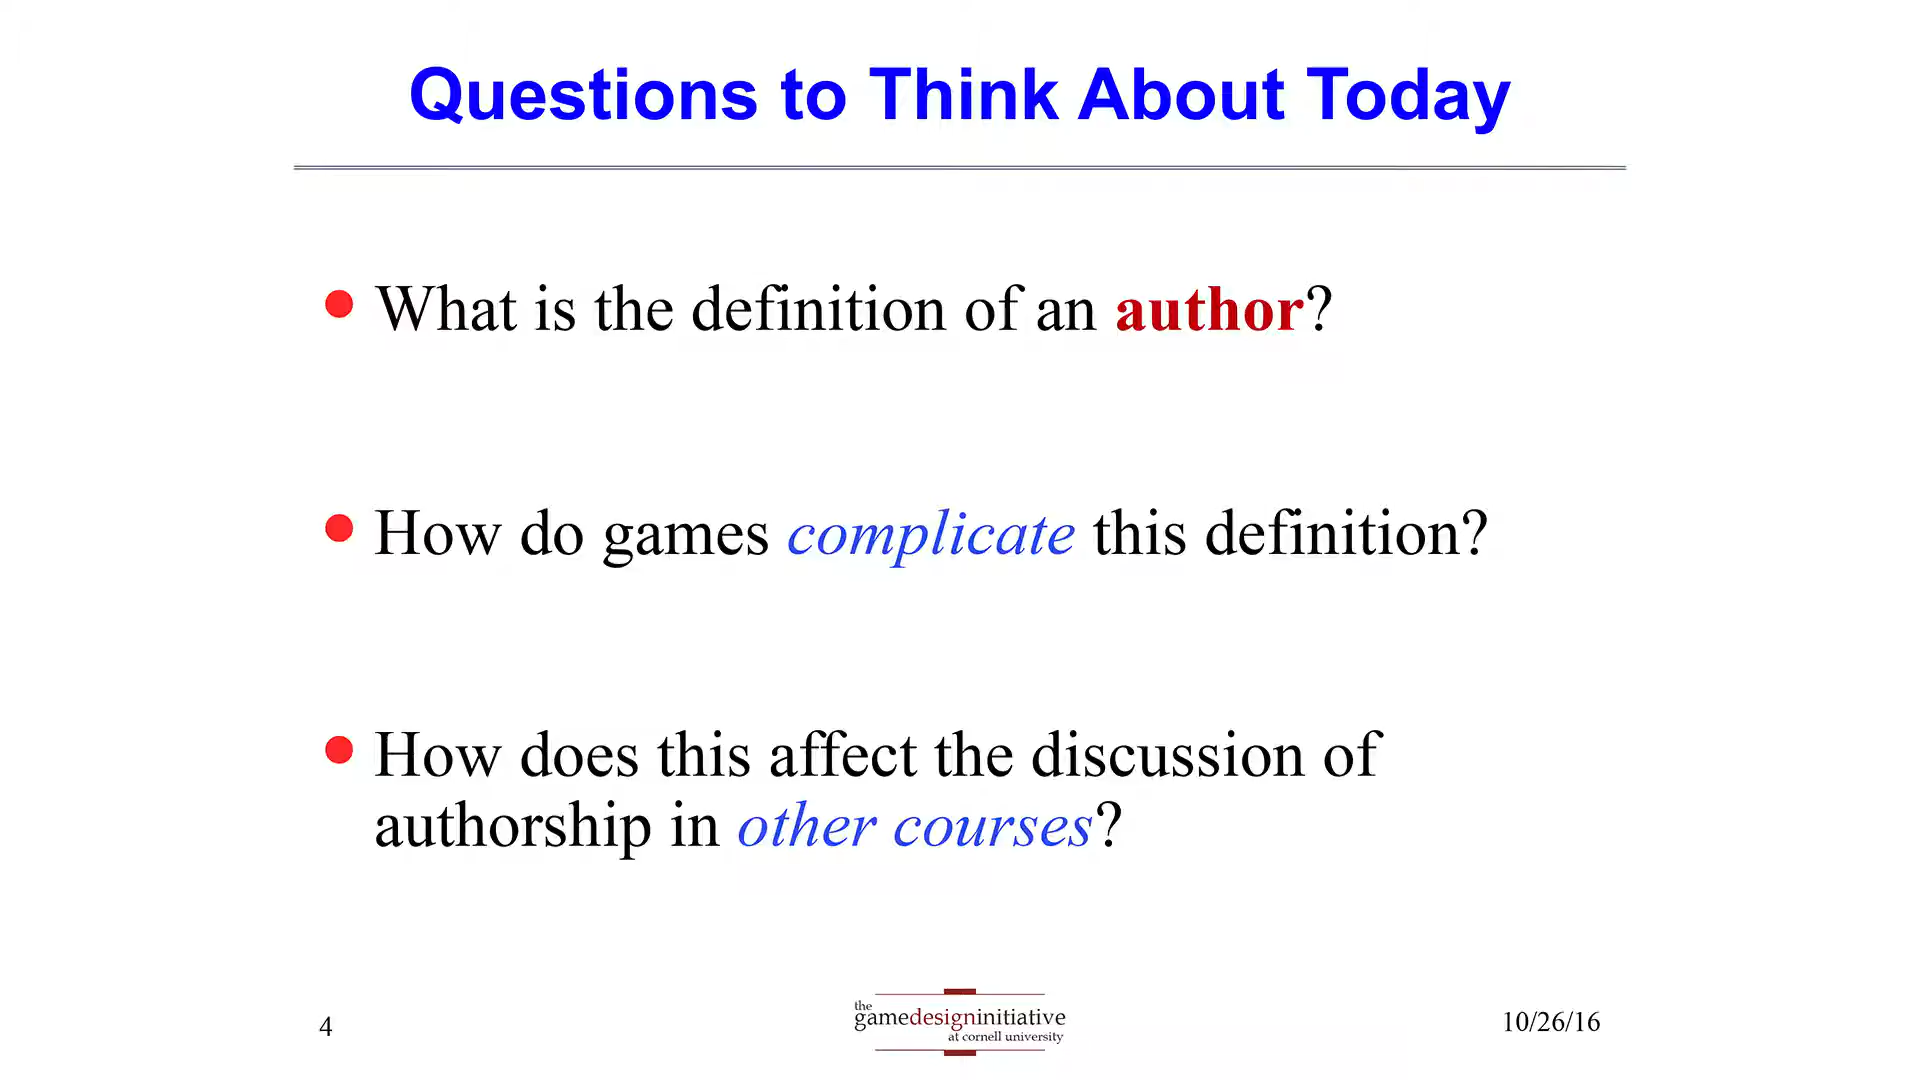 Questions to Think About Today
• What is the definition of an author?
• How do games complicate this definition?
• How does this affect the discussion of
authorship in other courses?
4
the
gamedesigninitiative
at cornell university
10/26/16